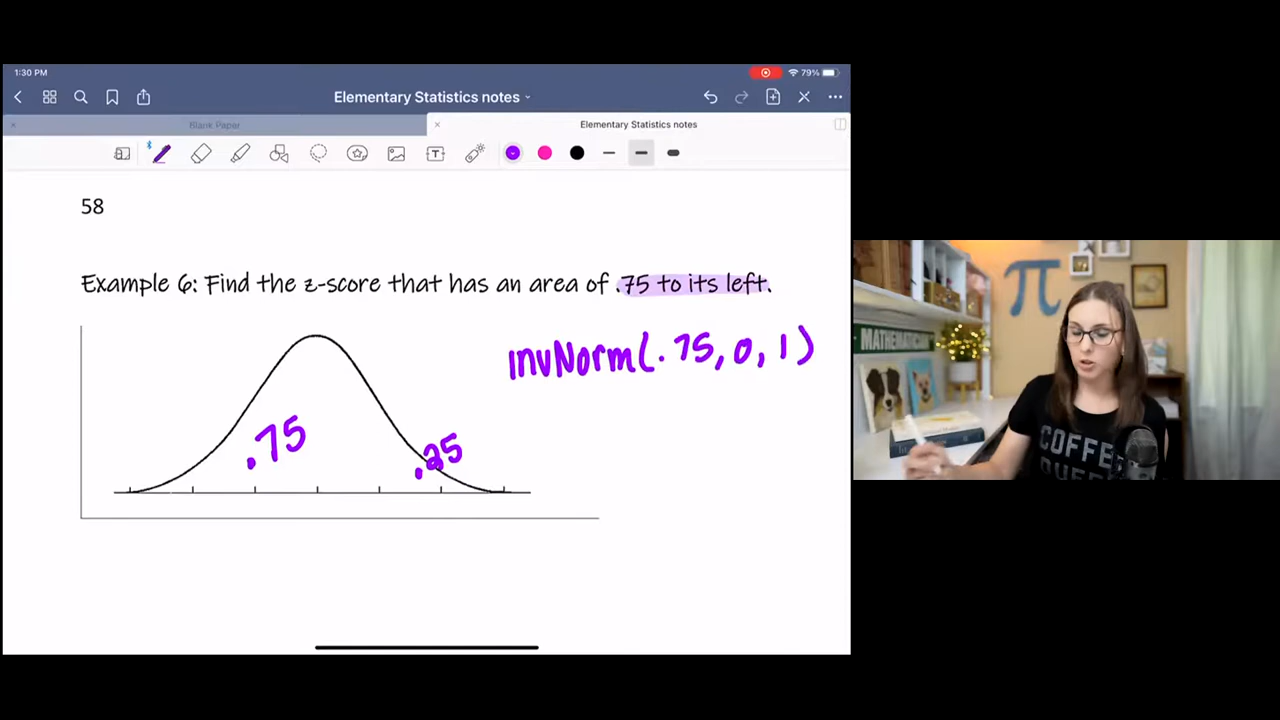 1:30 PM
79%
Elementary Statistics notes
Blank Paper
Elementary Statistics notes
58
Example 6: Find the z-score that has an area of .75 to its left.
invNorm(.75, 0, 1)
.75
.25
MATHEMATICIAN
COFFEE